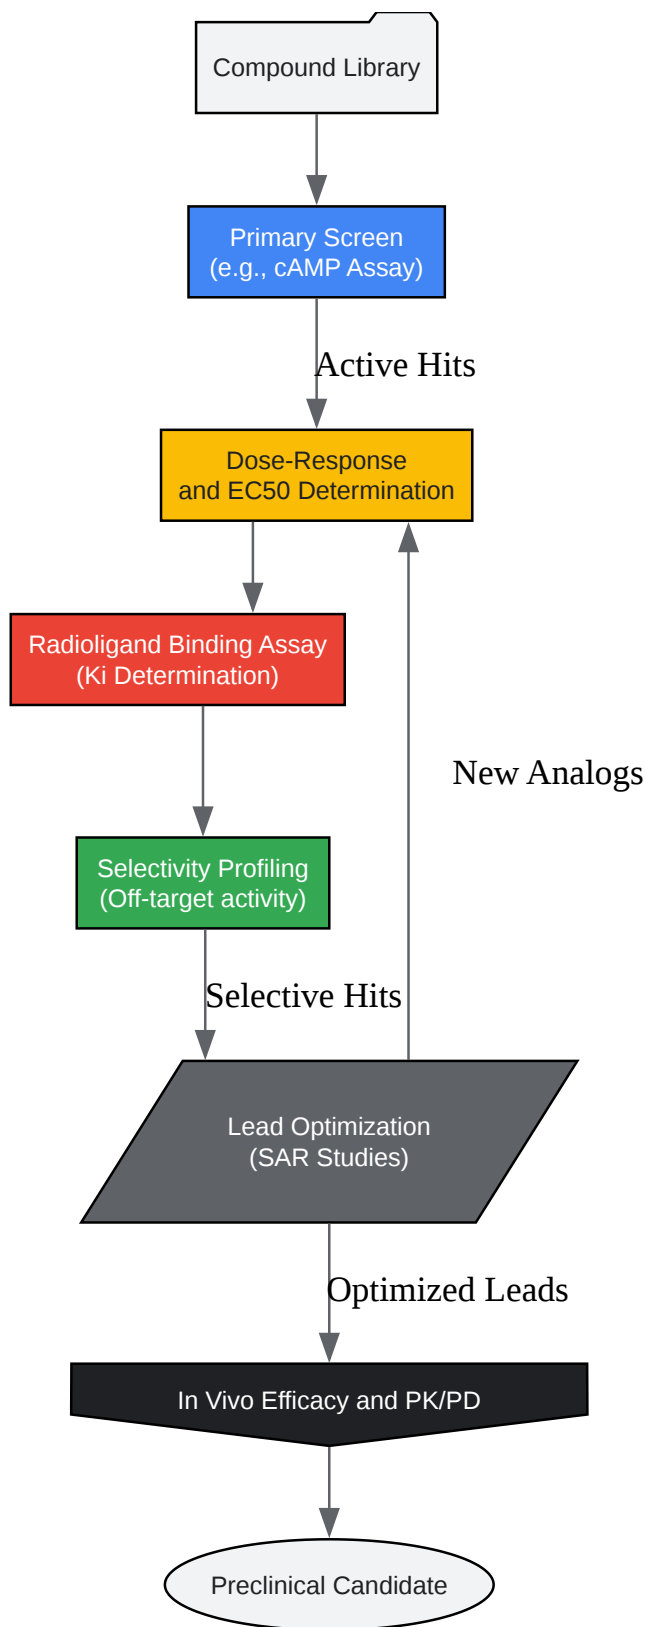 Compound Library
Primary Screen
(e.g., cAMP Assay)
Active Hits
Dose-Response
and EC50 Determination
Radioligand Binding Assay
(Ki Determination)
New Analogs
Selectivity Profiling
(Off-target activity)
Selective Hits
Lead Optimization
(SAR Studies)
Optimized Leads
In Vivo Efficacy and PK/PD
Preclinical Candidate